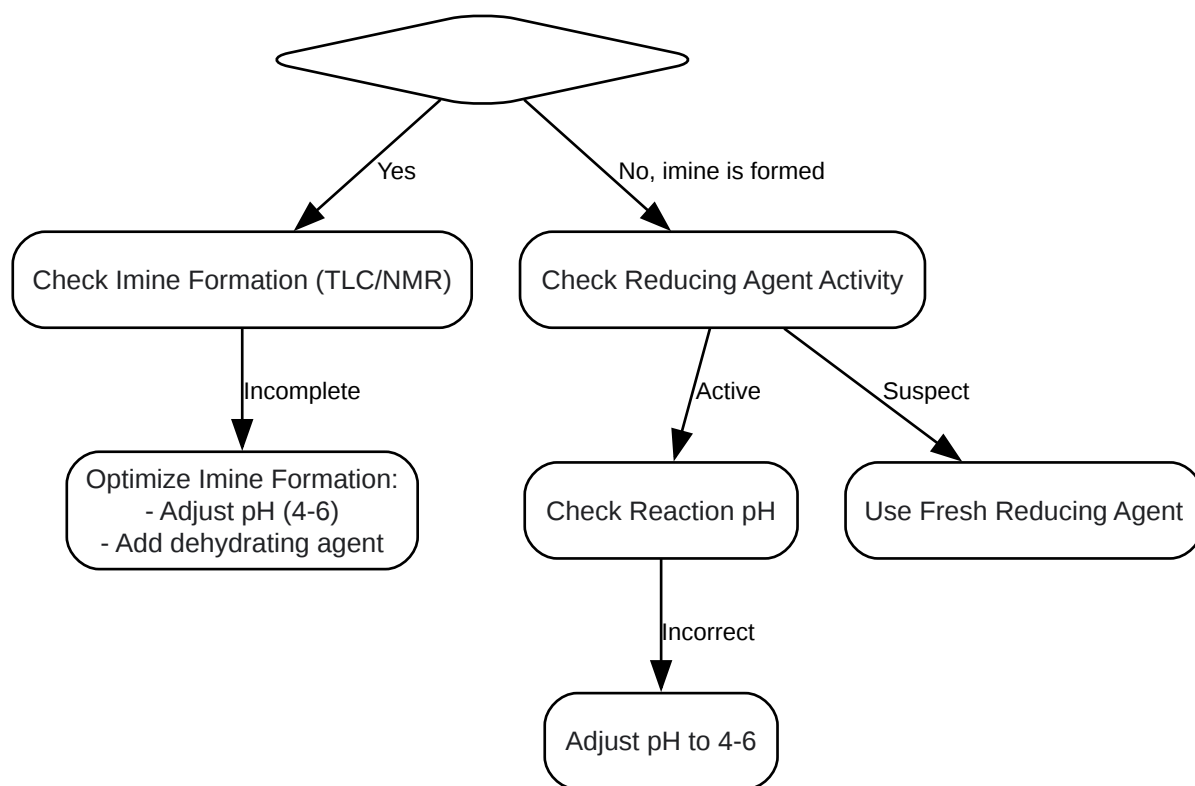 Yes
No, imine is formed
Check Imine Formation (TLC/NMR)
Check Reducing Agent Activity
Incomplete
Active
Suspect
Optimize Imine Formation:
- Adjust pH (4-6)
- Add dehydrating agent
Check Reaction pH
Use Fresh Reducing Agent
Incorrect
Adjust pH to 4-6